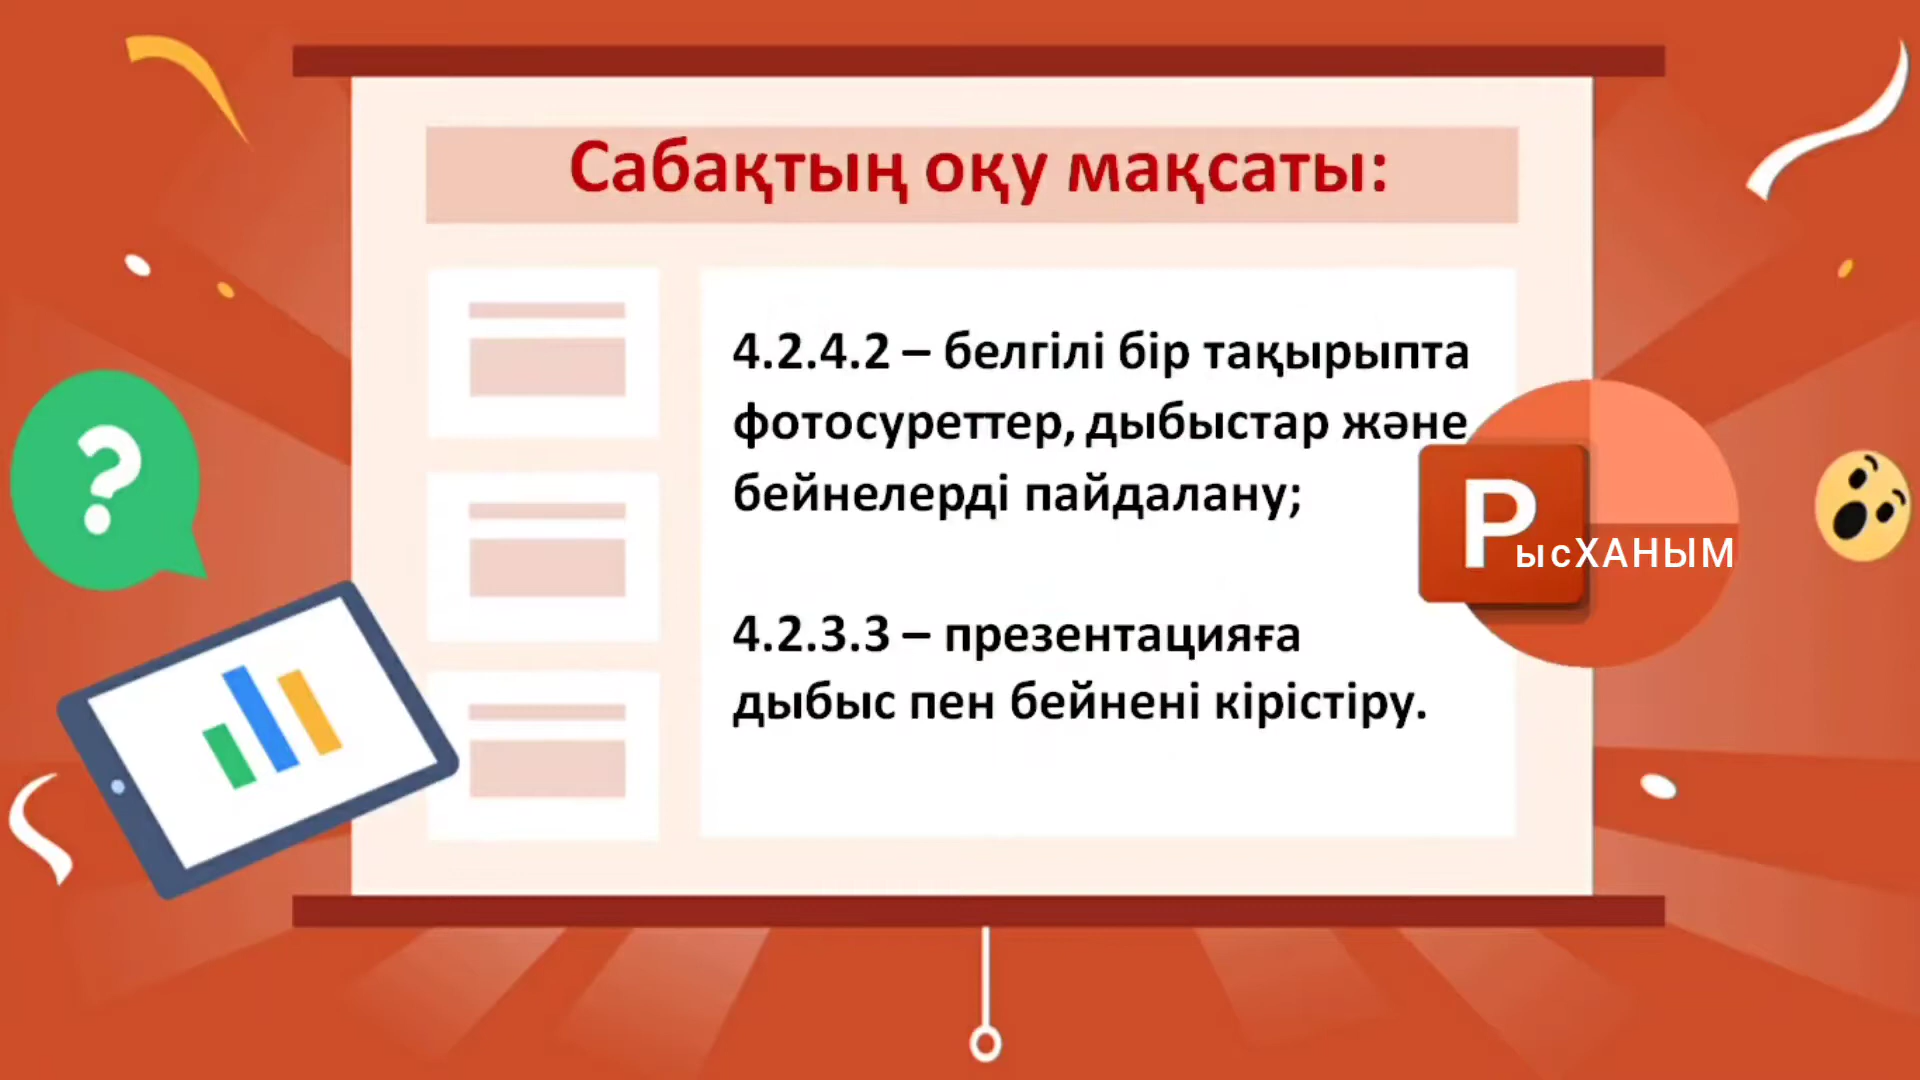 Сабақтың оқу мақсаты:
4.2.4.2 – белгілі бір тақырыпта
фотосуреттер, дыбыстар және
бейнелерді пайдалану;
4.2.3.3 – презентацияға
дыбыс пен бейнені кірістіру.
?
P
ысХАНЫМ